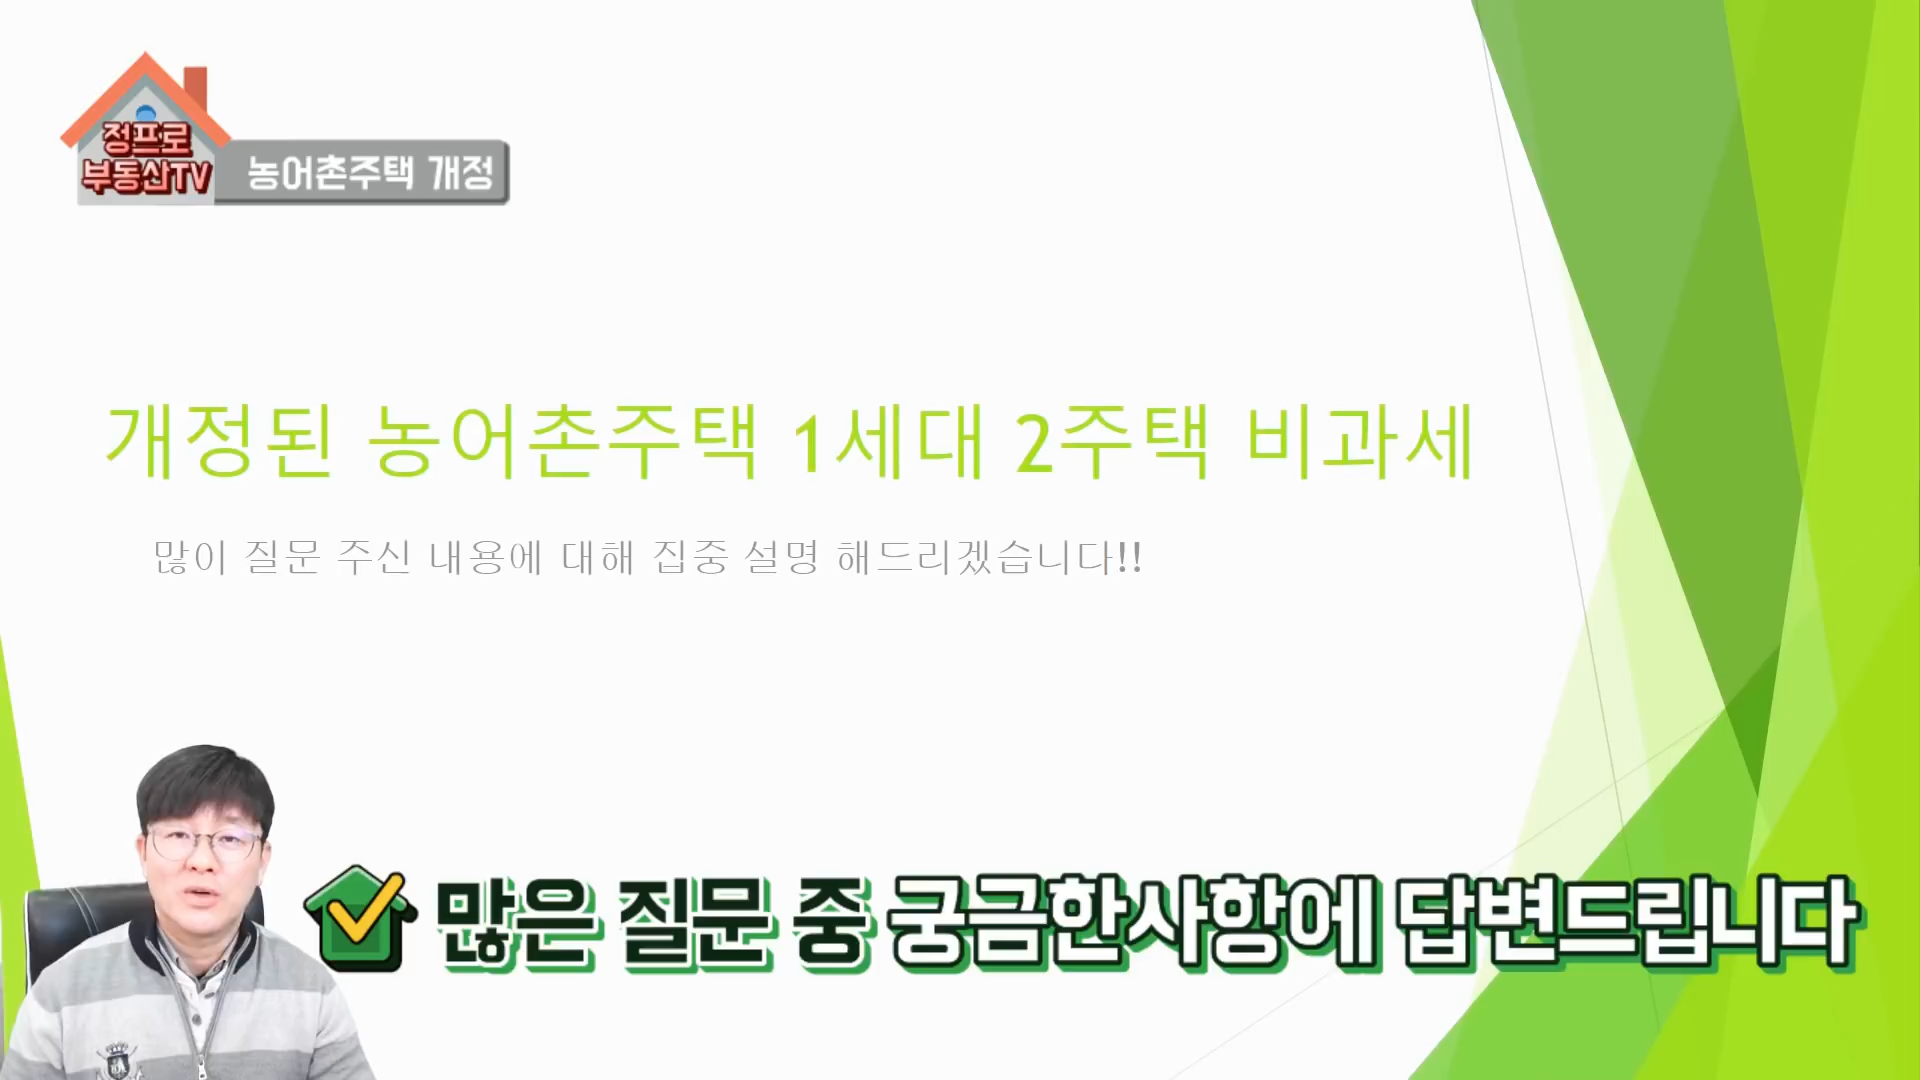 정프로
부동산TV
농어촌주택 개정
개정된 농어촌주택 1세대 2주택 비과세
많이 질문 주신 내용에 대해 집중 설명 해드리겠습니다!!
많은 질문 중 궁금한사항에 답변드립니다